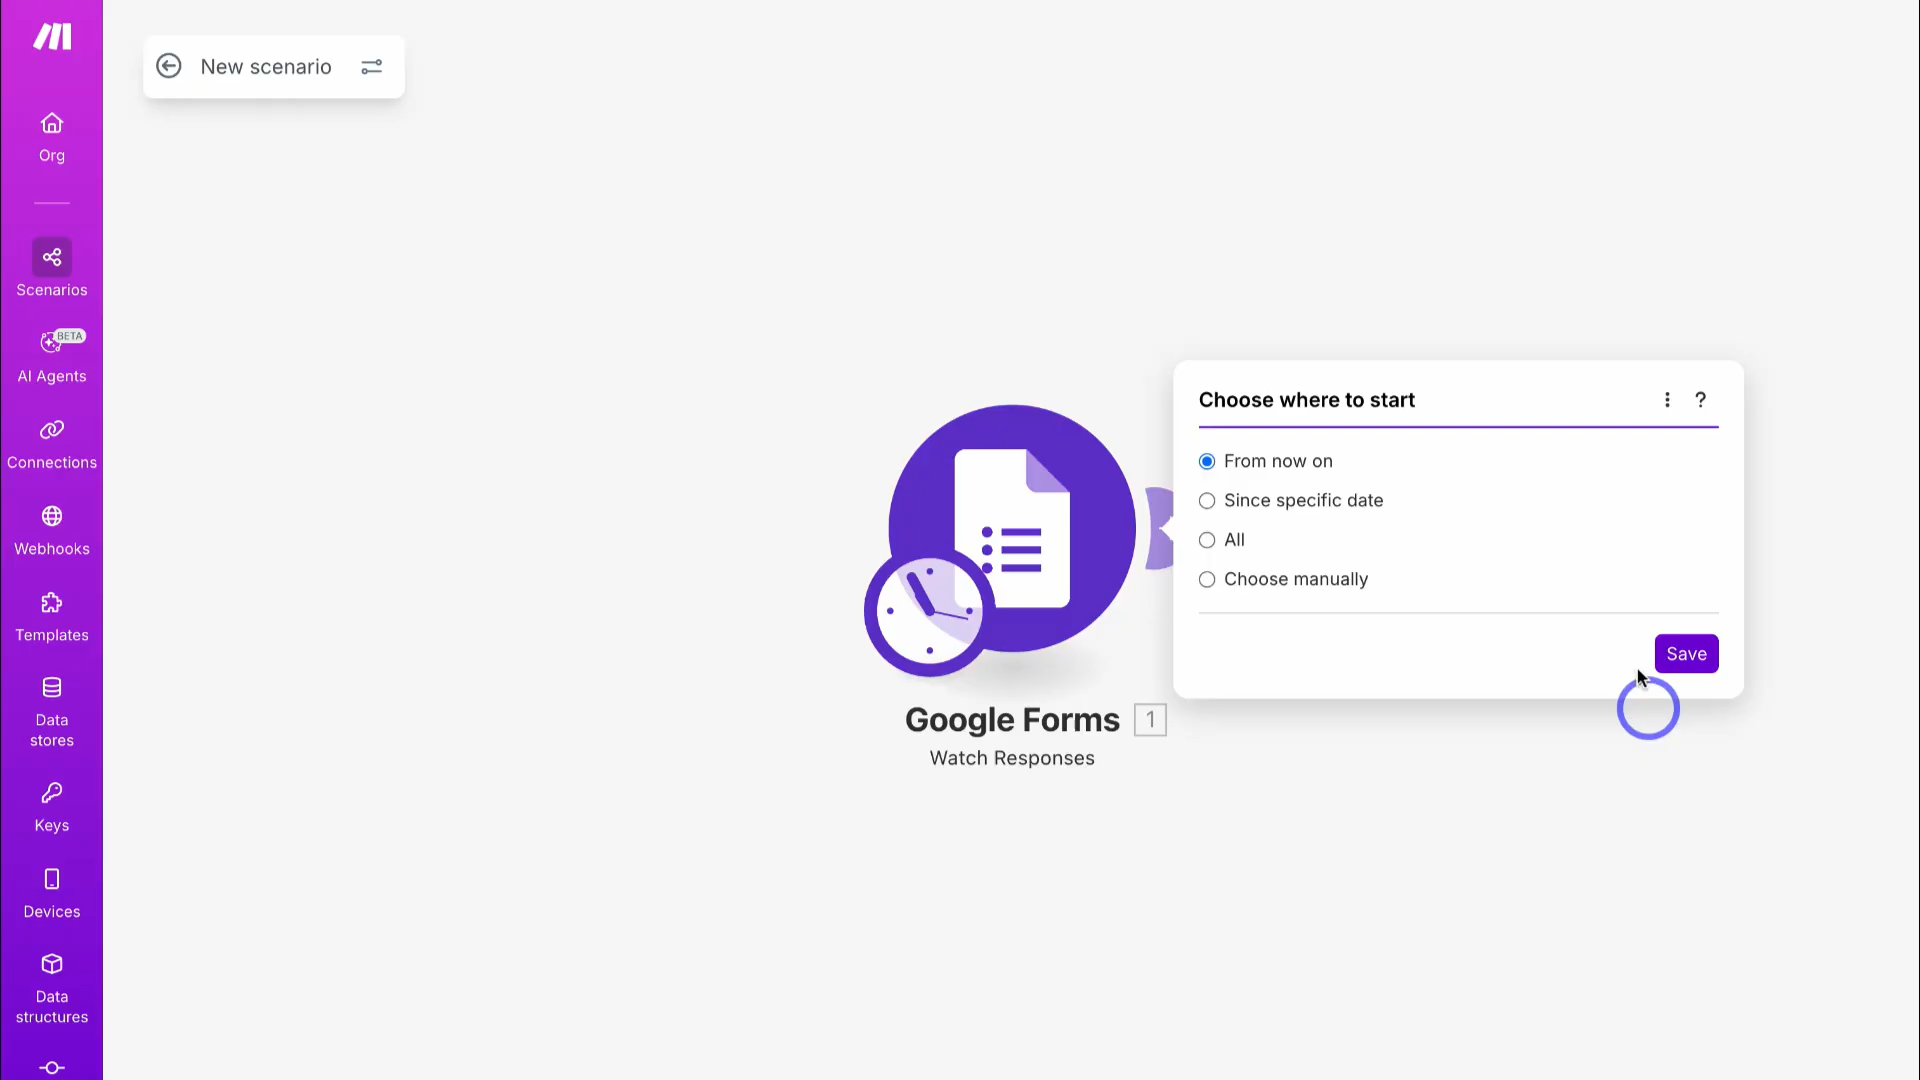 New scenario
Org
Scenarios
BETA
AI Agents
Connections
Webhooks
Templates
Data
stores
Keys
Devices
Data
structures
Choose where to start
?
From now on
Since specific date
All
Choose manually
Save
Google Forms 1
Watch Responses